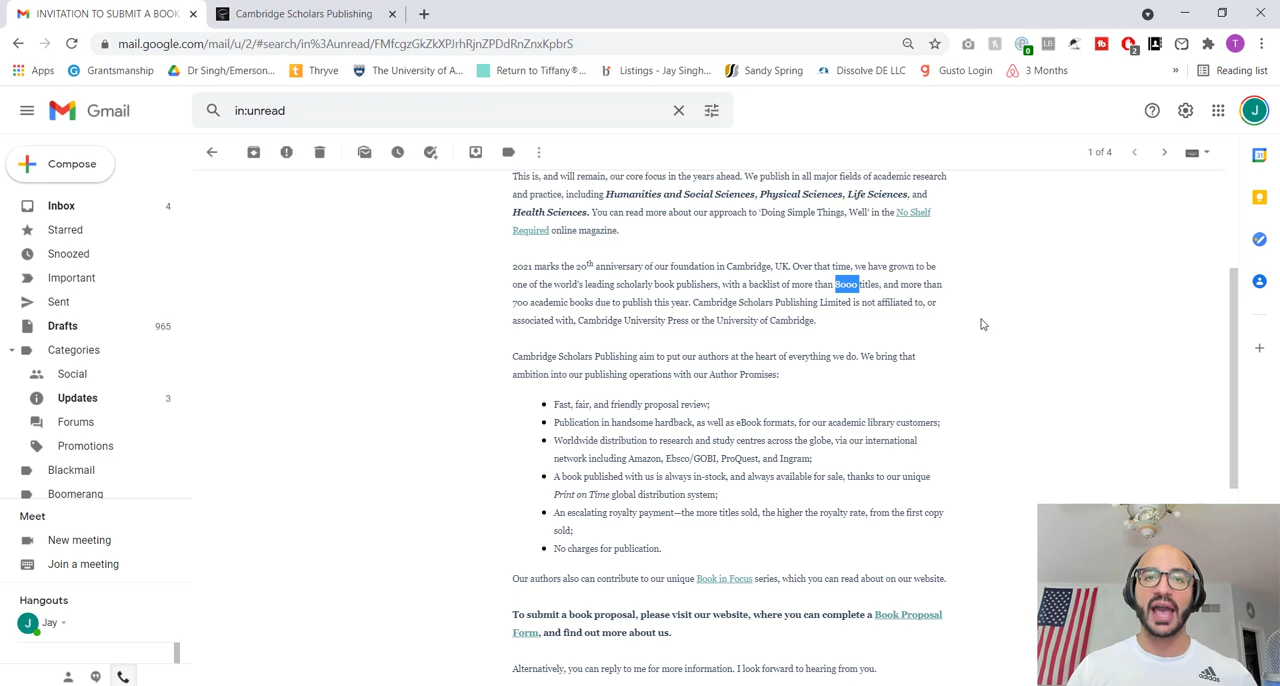 INVITATION TO SUBMIT A BOOK
Cambridge Scholars Publishing
mail.google.com/mail/u/2/#search/in%3Aunread/FMfcgzGkZkXPJrhRjnZPDdRnZnxKpbrS
Apps
Grantsmanship
Dr Singh/Emerson...
Thryve
The University of A...
Return to Tiffany®...
Listings - Jay Singh...
Sandy Spring
Dissolve DE LLC
Gusto Login
3 Months
»
Reading list
Gmail
in:unread
J
Compose
1 of 4
Inbox 4
Starred
Snoozed
Important
Sent
Drafts 965
Categories
Social
Updates 3
Forums
Promotions
Blackmail
Boomerang
Meet
New meeting
Join a meeting
Hangouts
J Jay
This is, and will remain, our core focus in the years ahead. We publish in all major fields of academic research
and practice, including Humanities and Social Sciences, Physical Sciences, Life Sciences, and
Health Sciences. You can read more about our approach to 'Doing Simple Things, Well' in the No Shelf
Required online magazine.
2021 marks the 20th anniversary of our foundation in Cambridge, UK. Over that time, we have grown to be
one of the world's leading scholarly book publishers, with a backlist of more than 8000 titles, and more than
700 academic books due to publish this year. Cambridge Scholars Publishing Limited is not affiliated to, or
associated with, Cambridge University Press or the University of Cambridge.
Cambridge Scholars Publishing aim to put our authors at the heart of everything we do. We bring that
ambition into our publishing operations with our Author Promises:
• Fast, fair, and friendly proposal review;
• Publication in handsome hardback, as well as eBook formats, for our academic library customers;
• Worldwide distribution to research and study centres across the globe, via our international
network including Amazon, Ebsco/GOBI, ProQuest, and Ingram;
• A book published with us is always in-stock, and always available for sale, thanks to our unique
Print on Time global distribution system;
• An escalating royalty payment—the more titles sold, the higher the royalty rate, from the first copy
sold;
• No charges for publication.
Our authors also can contribute to our unique Book in Focus series, which you can read about on our website.
To submit a book proposal, please visit our website, where you can complete a Book Proposal
Form, and find out more about us.
Alternatively, you can reply to me for more information. I look forward to hearing from you.